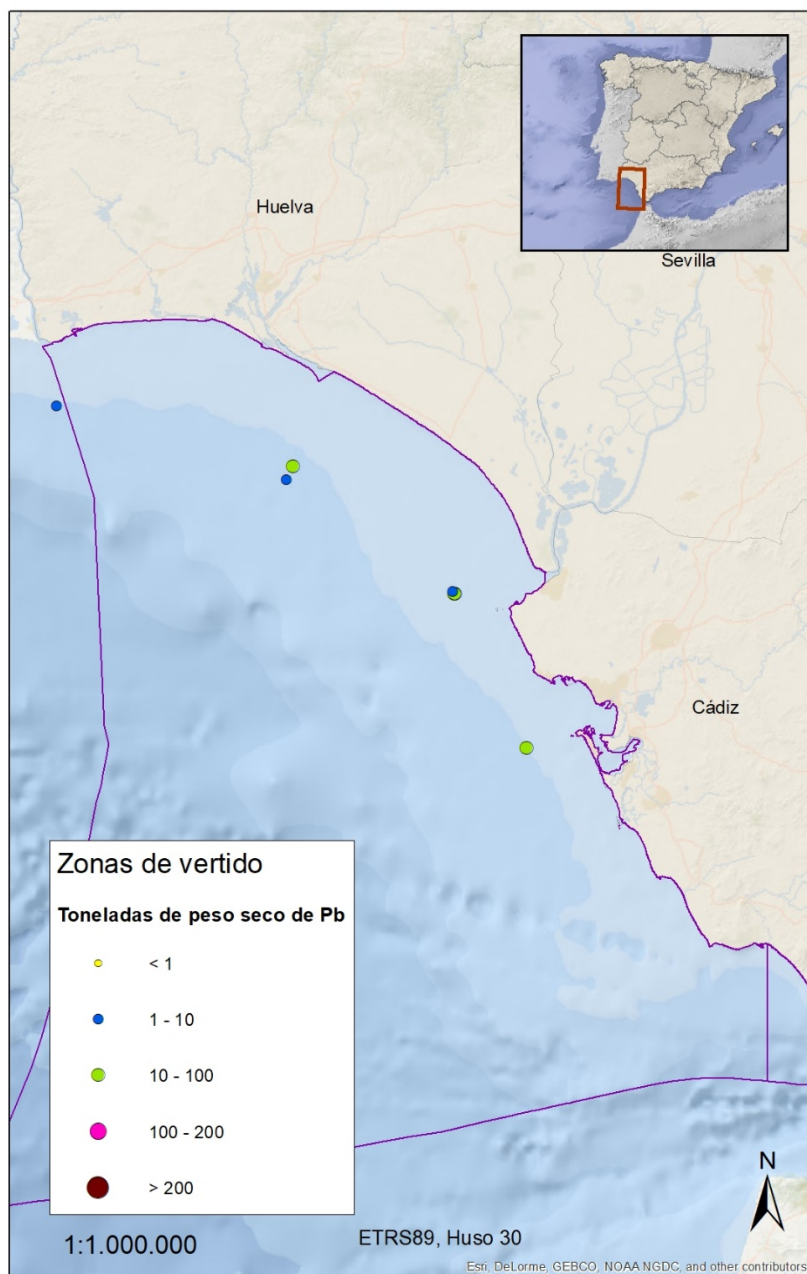 Huelva
Sevilla
Cádiz
Zonas de vertido
Toneladas de peso seco de Pb
< 1
1 - 10
10 - 100
100 - 200
> 200
N
1:1.000.000
ETRS89, Huso 30
Esri, DeLorme, GEBCO, NOAA NGDC, and other contributors